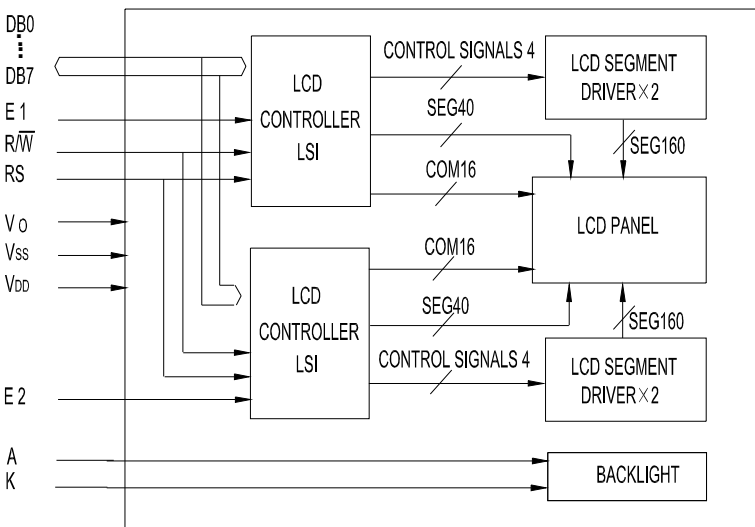 DB0
DB7
E 1
R/W̅
RS
V O
VSS
VDD
E 2
A
K
LCD
CONTROLLER
LSI
CONTROL SIGNALS 4
SEG40
COM16
LCD SEGMENT
DRIVER×2
SEG160
LCD PANEL
LCD
CONTROLLER
LSI
COM16
SEG40
CONTROL SIGNALS 4
SEG160
LCD SEGMENT
DRIVER×2
BACKLIGHT